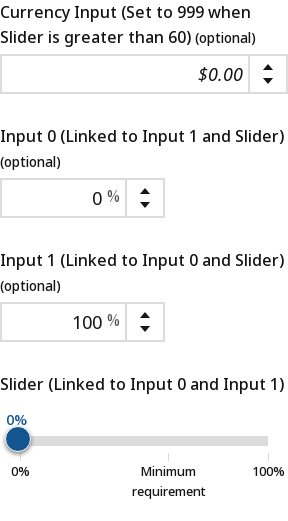 Currency Input (Set to 999 when
Slider is greater than 60) (optional)
$0.00
Input 0 (Linked to Input 1 and Slider)
(optional)
0 %
Input 1 (Linked to Input 0 and Slider)
(optional)
100 %
Slider (Linked to Input 0 and Input 1)
0%
0% Minimum 100%
requirement